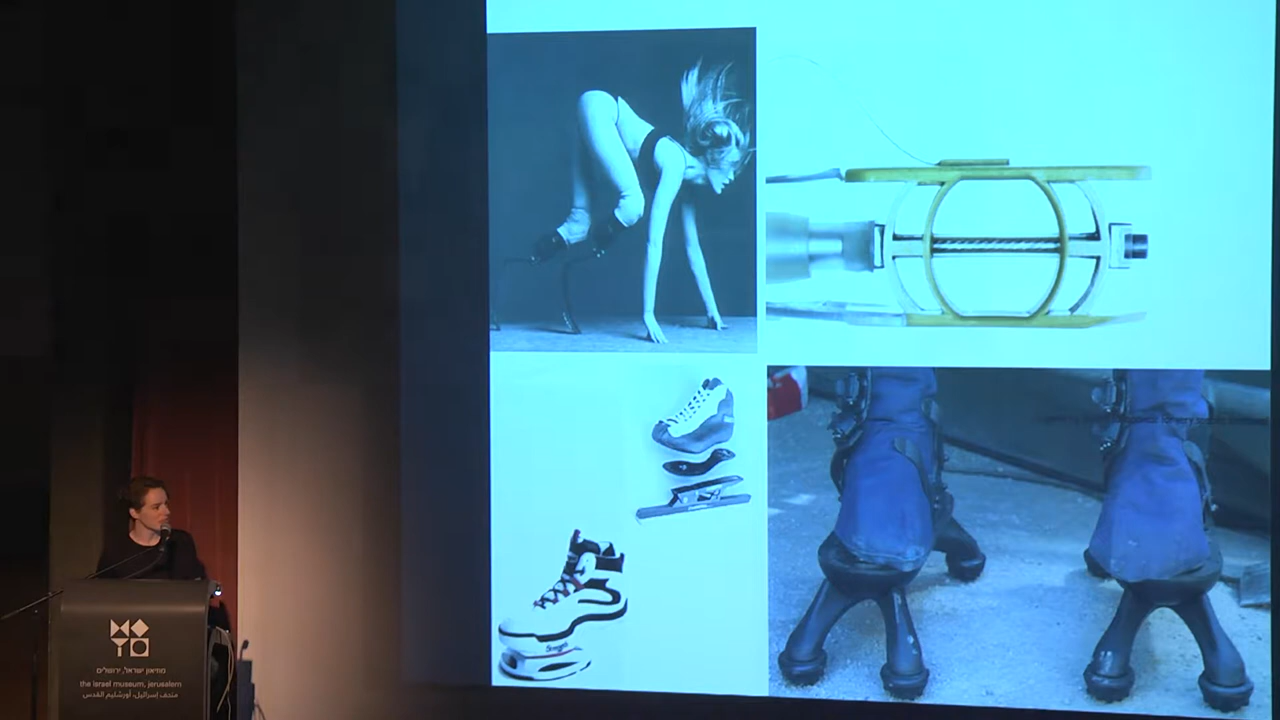 מוזיאון ישראל, ירושלים
the israel museum, jerusalem
متحف إسرائيل، أورشليم القدس